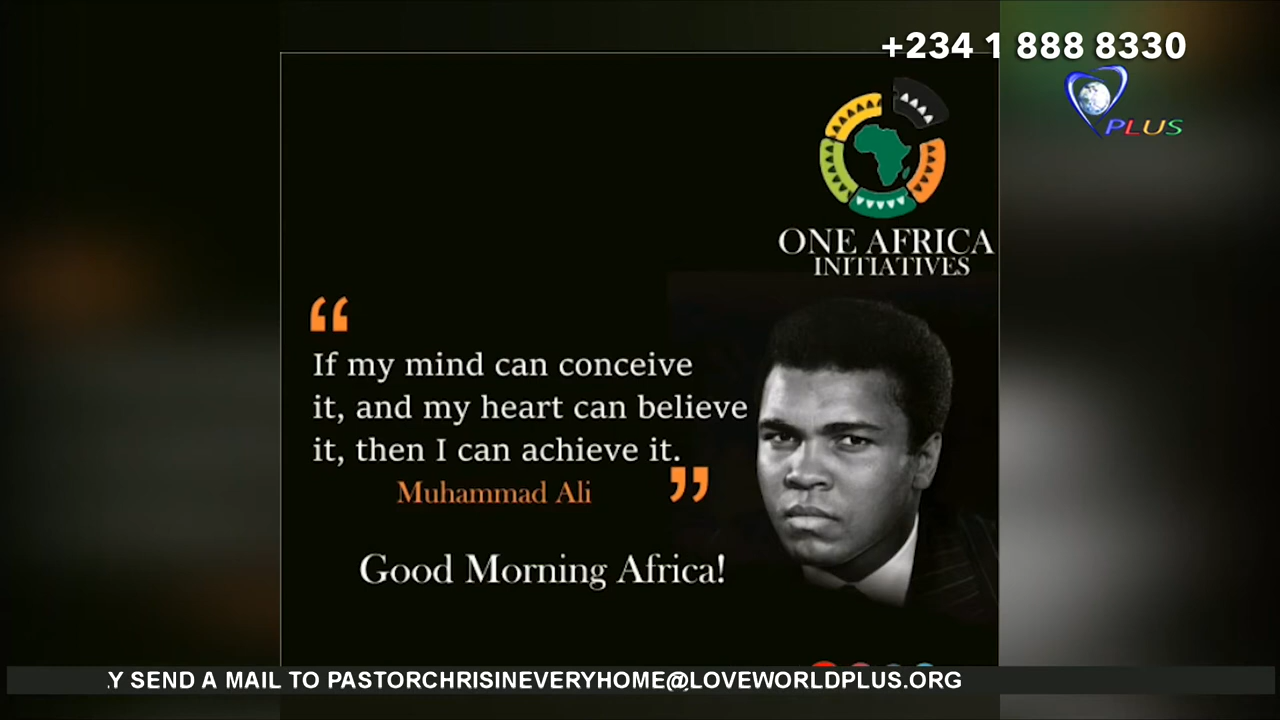 +234 1 888 8330
PLUS
ONE AFRICA
INITIATIVES
“
If my mind can conceive
it, and my heart can believe
it, then I can achieve it.
”
Muhammad Ali
Good Morning Africa!
Y SEND A MAIL TO PASTORCHRISINEVERYHOME@LOVEWORLDPLUS.ORG